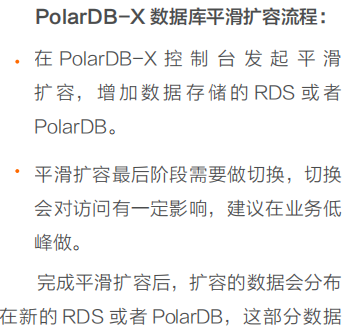 PolarDB-X 数据库平滑扩容流程：
• 在 PolarDB-X 控制台发起平滑
扩容，增加数据存储的 RDS 或者
PolarDB。
• 平滑扩容最后阶段需要做切换，切换
会对访问有一定影响，建议在业务低
峰做。
完成平滑扩容后，扩容的数据会分布
在新的 RDS 或者 PolarDB，这部分数据